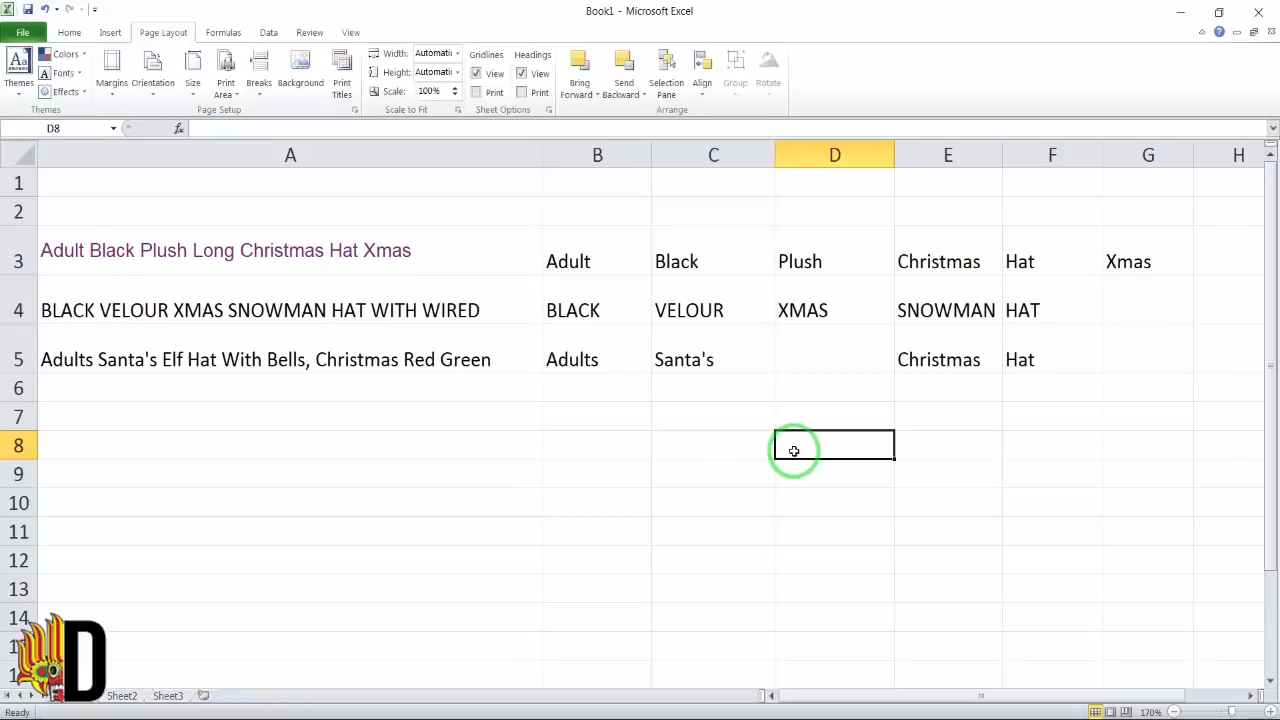 Book1 - Microsoft Excel
File Home Insert Page Layout Formulas Data Review View
Themes
Colors
Fonts
Effects
Themes
Margins
Orientation
Size
Print Area
Breaks
Background
Print Titles
Page Setup
Width: Automatic
Height: Automatic
Scale: 100%
Scale to Fit
Gridlines
View
Print
Headings
View
Print
Sheet Options
Bring Forward
Send Backward
Selection Pane
Align
Group
Rotate
Arrange
D8 fx
A B C D E F G H
1
2
3 Adult Black Plush Long Christmas Hat Xmas Adult Black Plush Christmas Hat Xmas
4 BLACK VELOUR XMAS SNOWMAN HAT WITH WIRED BLACK VELOUR XMAS SNOWMAN HAT
5 Adults Santa's Elf Hat With Bells, Christmas Red Green Adults Santa's Christmas Hat
6
7
8
9
10
11
12
13
14
D
Sheet2 Sheet3
Ready 170%